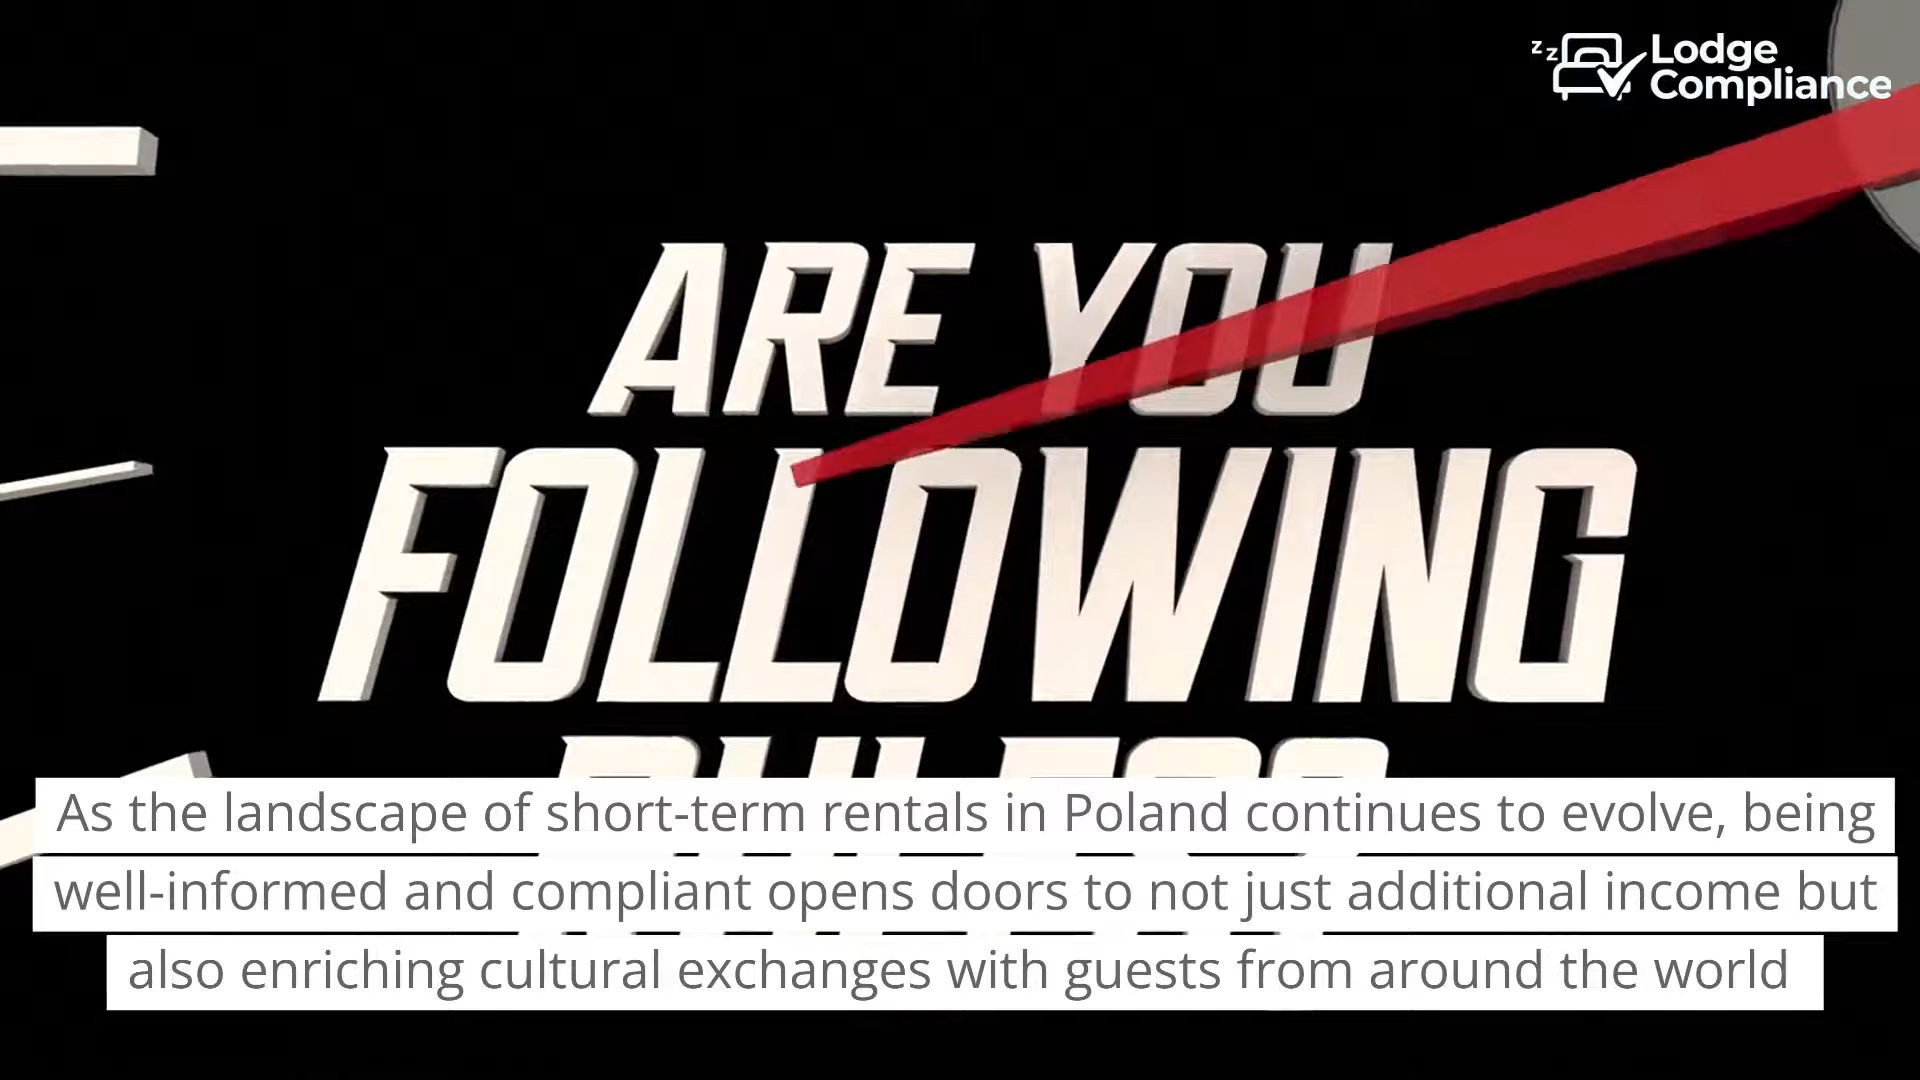 Lodge
Compliance
ARE YOU
FOLLOWING
As the landscape of short-term rentals in Poland continues to evolve, being
well-informed and compliant opens doors to not just additional income but
also enriching cultural exchanges with guests from around the world